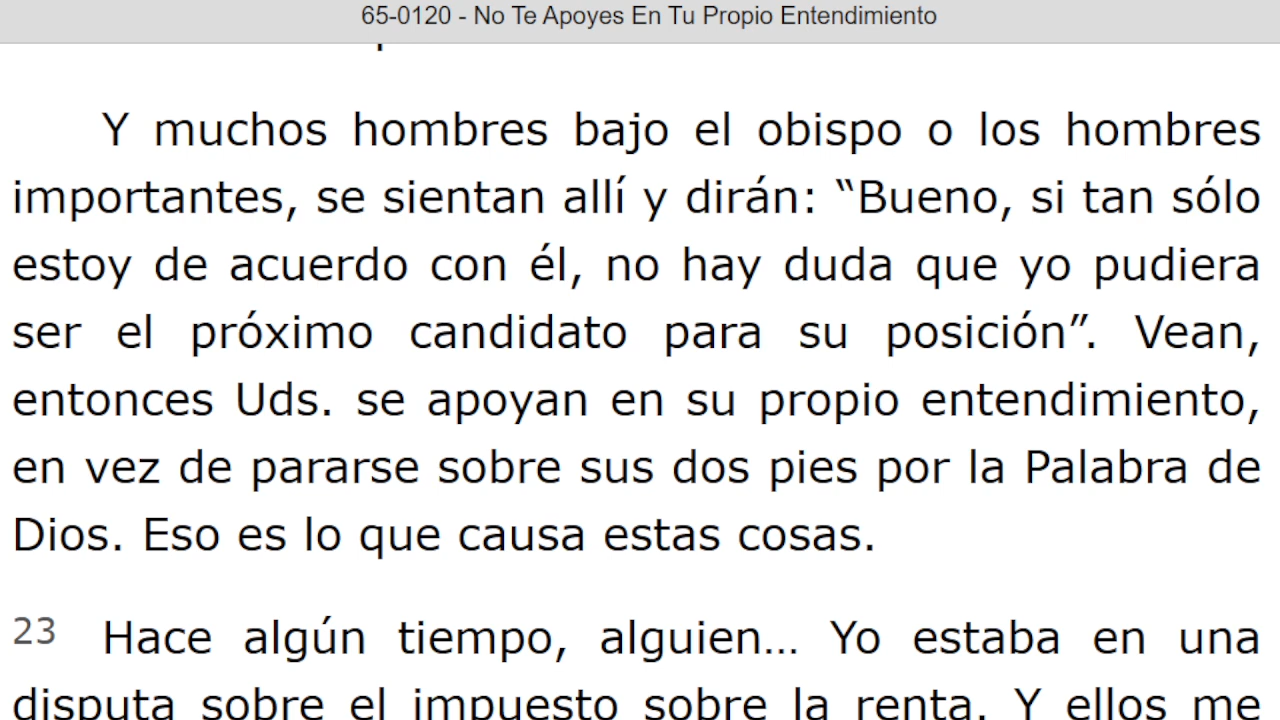 65-0120 - No Te Apoyes En Tu Propio Entendimiento
Y muchos hombres bajo el obispo o los hombres
importantes, se sientan allí y dirán: “Bueno, si tan sólo
estoy de acuerdo con él, no hay duda que yo pudiera
ser el próximo candidato para su posición”. Vean,
entonces Uds. se apoyan en su propio entendimiento,
en vez de pararse sobre sus dos pies por la Palabra de
Dios. Eso es lo que causa estas cosas.
23 Hace algún tiempo, alguien… Yo estaba en una
disputa sobre el impuesto sobre la renta. Y ellos me